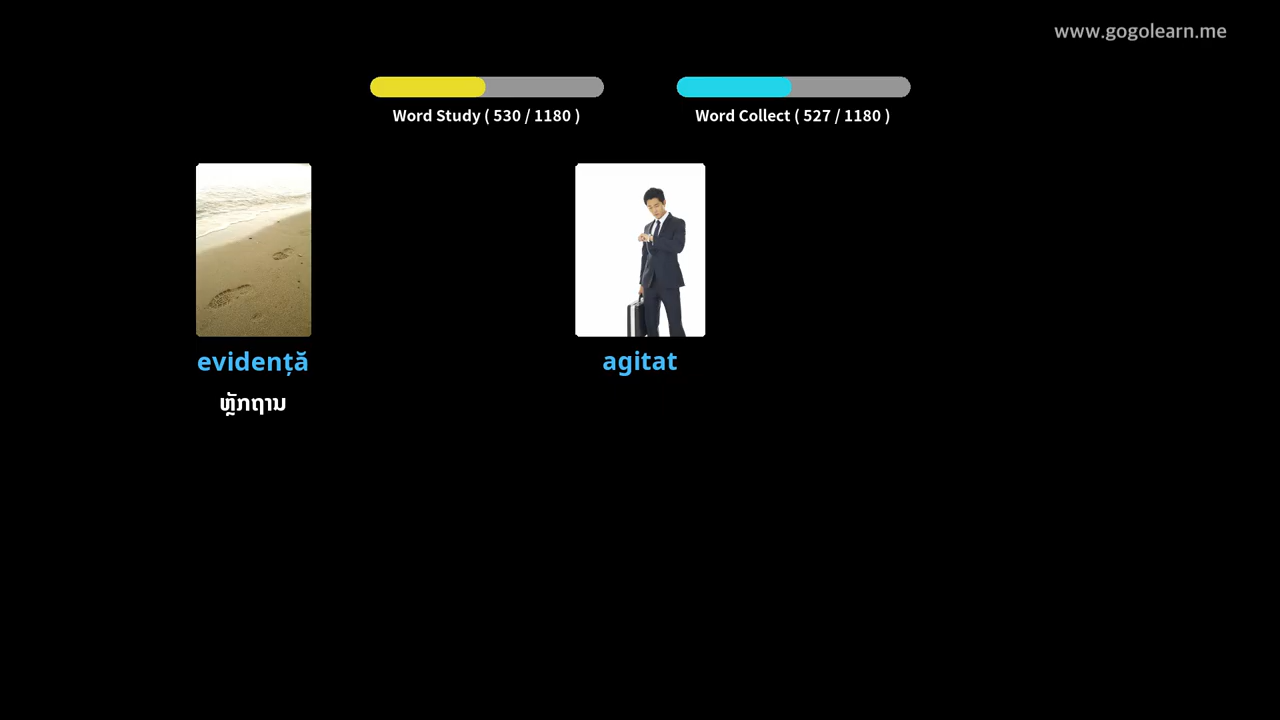 www.gogolearn.me
Word Study ( 530 / 1180 )
Word Collect ( 527 / 1180 )
evidență
ຫຼັກຖານ
agitat